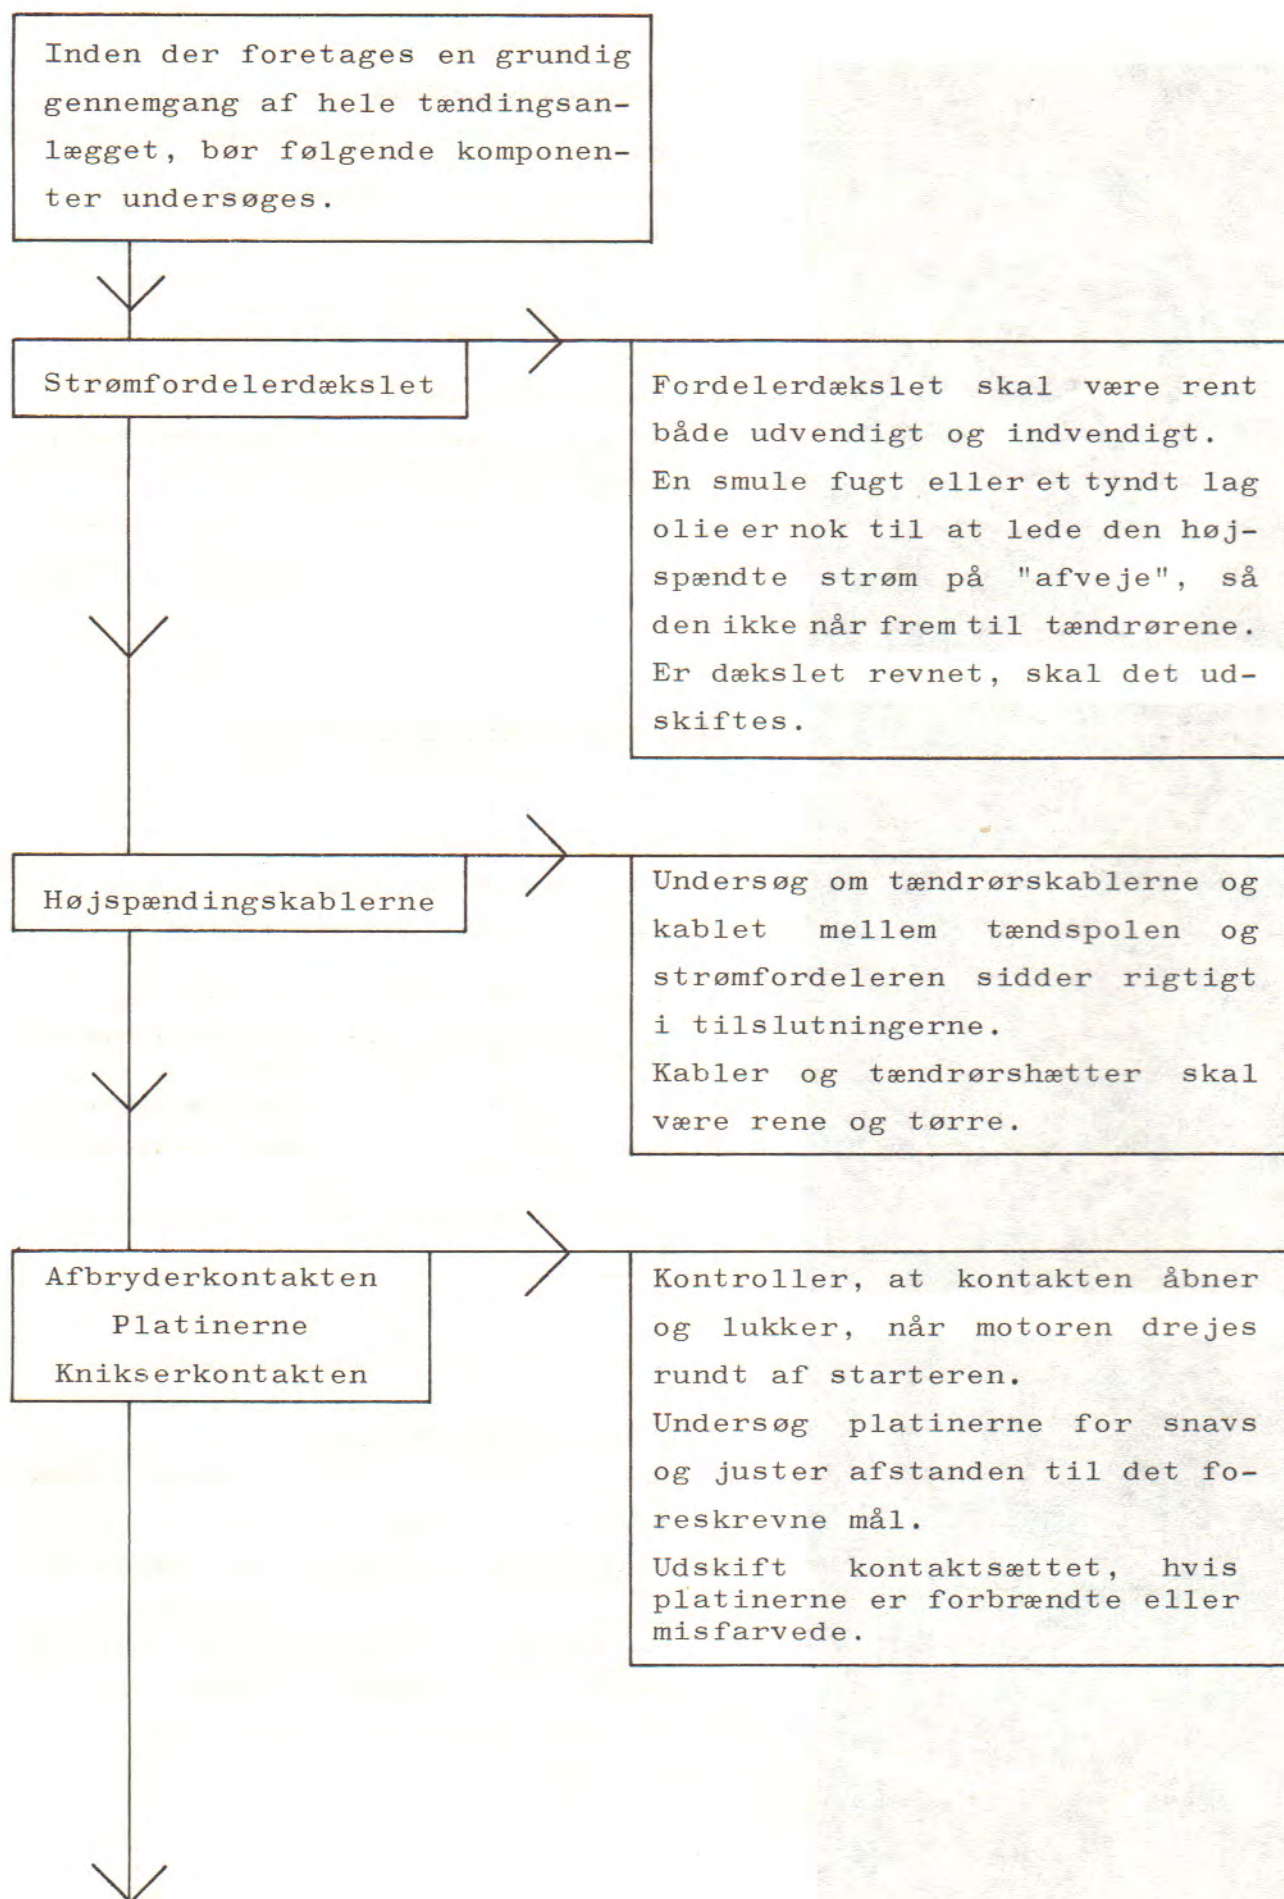 Inden der foretages en grundig
gennemgang af hele tændingsan-
lægget, bør følgende komponen-
ter undersøges.
Strømfordelerdækslet
Fordelerdækslet skal være rent
både udvendigt og indvendigt.
En smule fugt eller et tyndt lag
olie er nok til at lede den høj-
spændte strøm på "afveje", så
den ikke når frem til tændrørene.
Er dækslet revnet, skal det ud-
skiftes.
Højspændingskablerne
Undersøg om tændrørskablerne og
kablet mellem tændspolen og
strømfordeleren sidder rigtigt
i tilslutningerne.
Kabler og tændrørshætter skal
være rene og tørre.
Afbryderkontakten
Platinerne
Knikserkontakten
Kontroller, at kontakten åbner
og lukker, når motoren drejes
rundt af starteren.
Undersøg platinerne for snavs
og juster afstanden til det fo-
reskrevne mål.
Udskift kontaktsættet, hvis
platinerne er forbrændte eller
misfarvede.